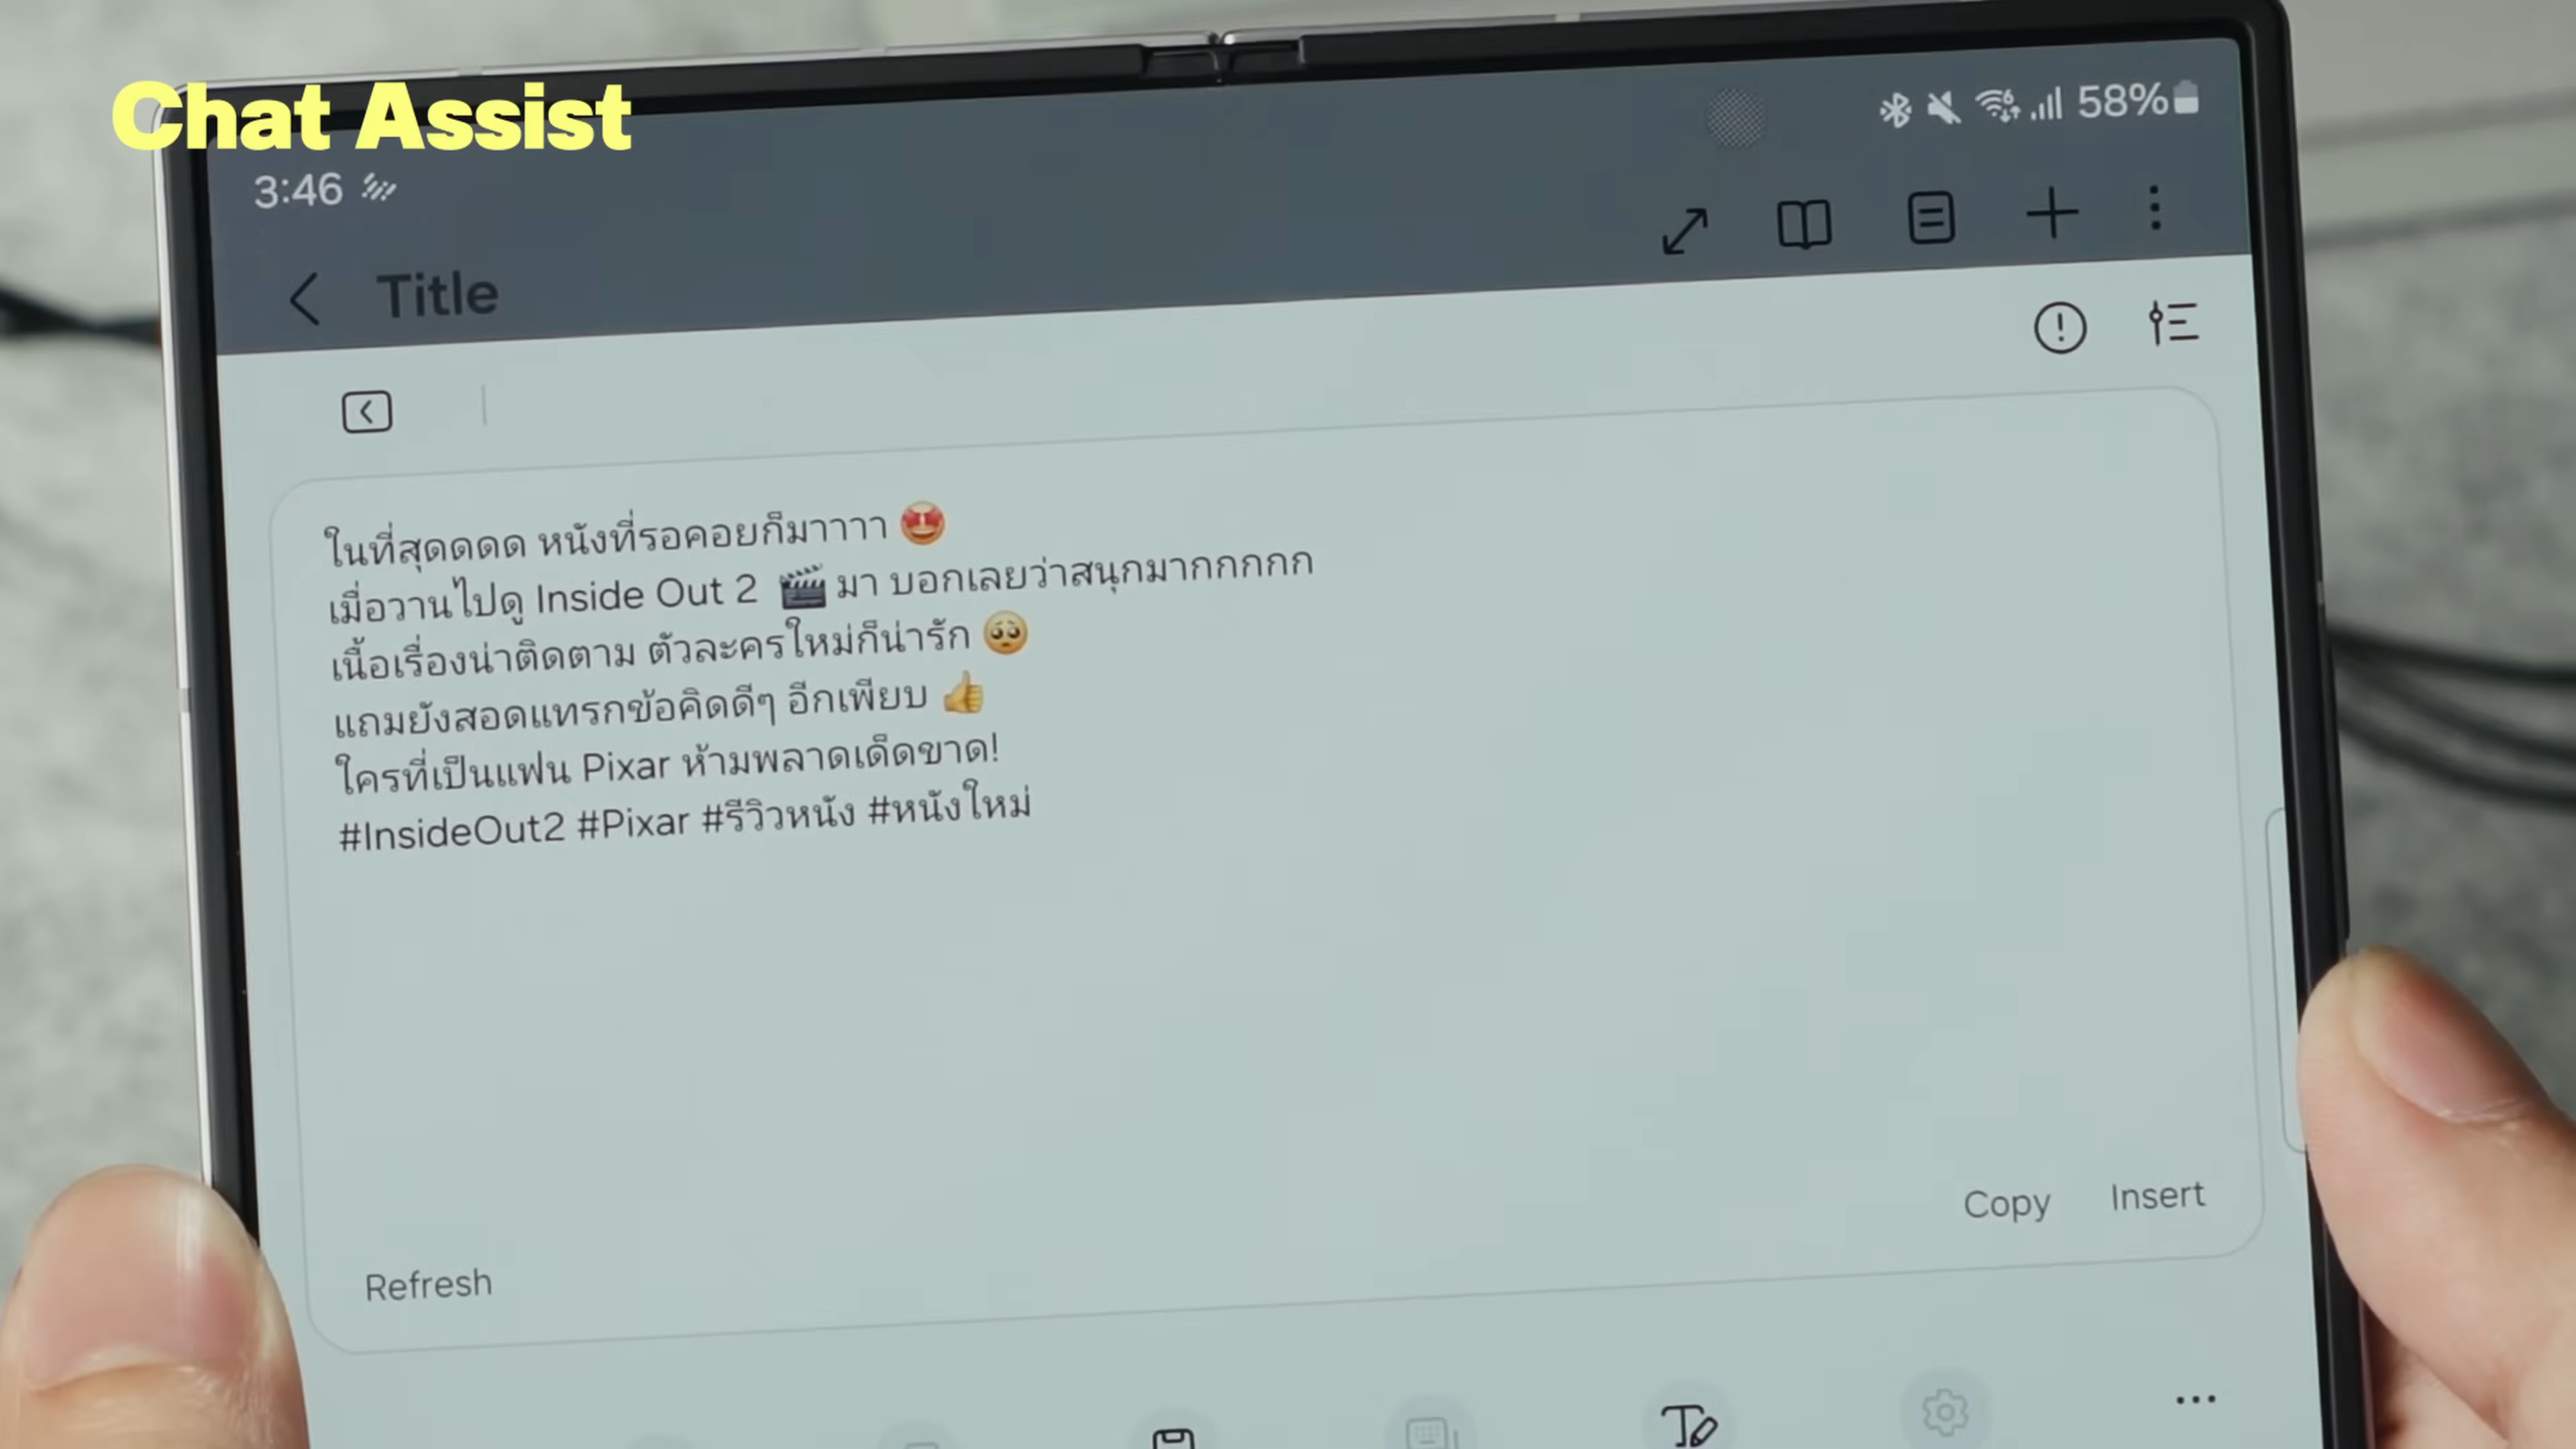 Chat Assist
58%
3:46
Title
ในที่สุดดดด หนังที่รอคอยก็มาาาา 🤩
เมื่อวานไปดู Inside Out 2 🎬 มา บอกเลยว่าสนุกมากกกกก
เนื้อเรื่องน่าติดตาม ตัวละครใหม่ก็น่ารัก 🥺
แถมยังสอดแทรกข้อคิดดีๆ อีกเพียบ 👍
ใครที่เป็นแฟน Pixar ห้ามพลาดเด็ดขาด!
#InsideOut2 #Pixar #รีวิวหนัง #หนังใหม่
Copy Insert
Refresh